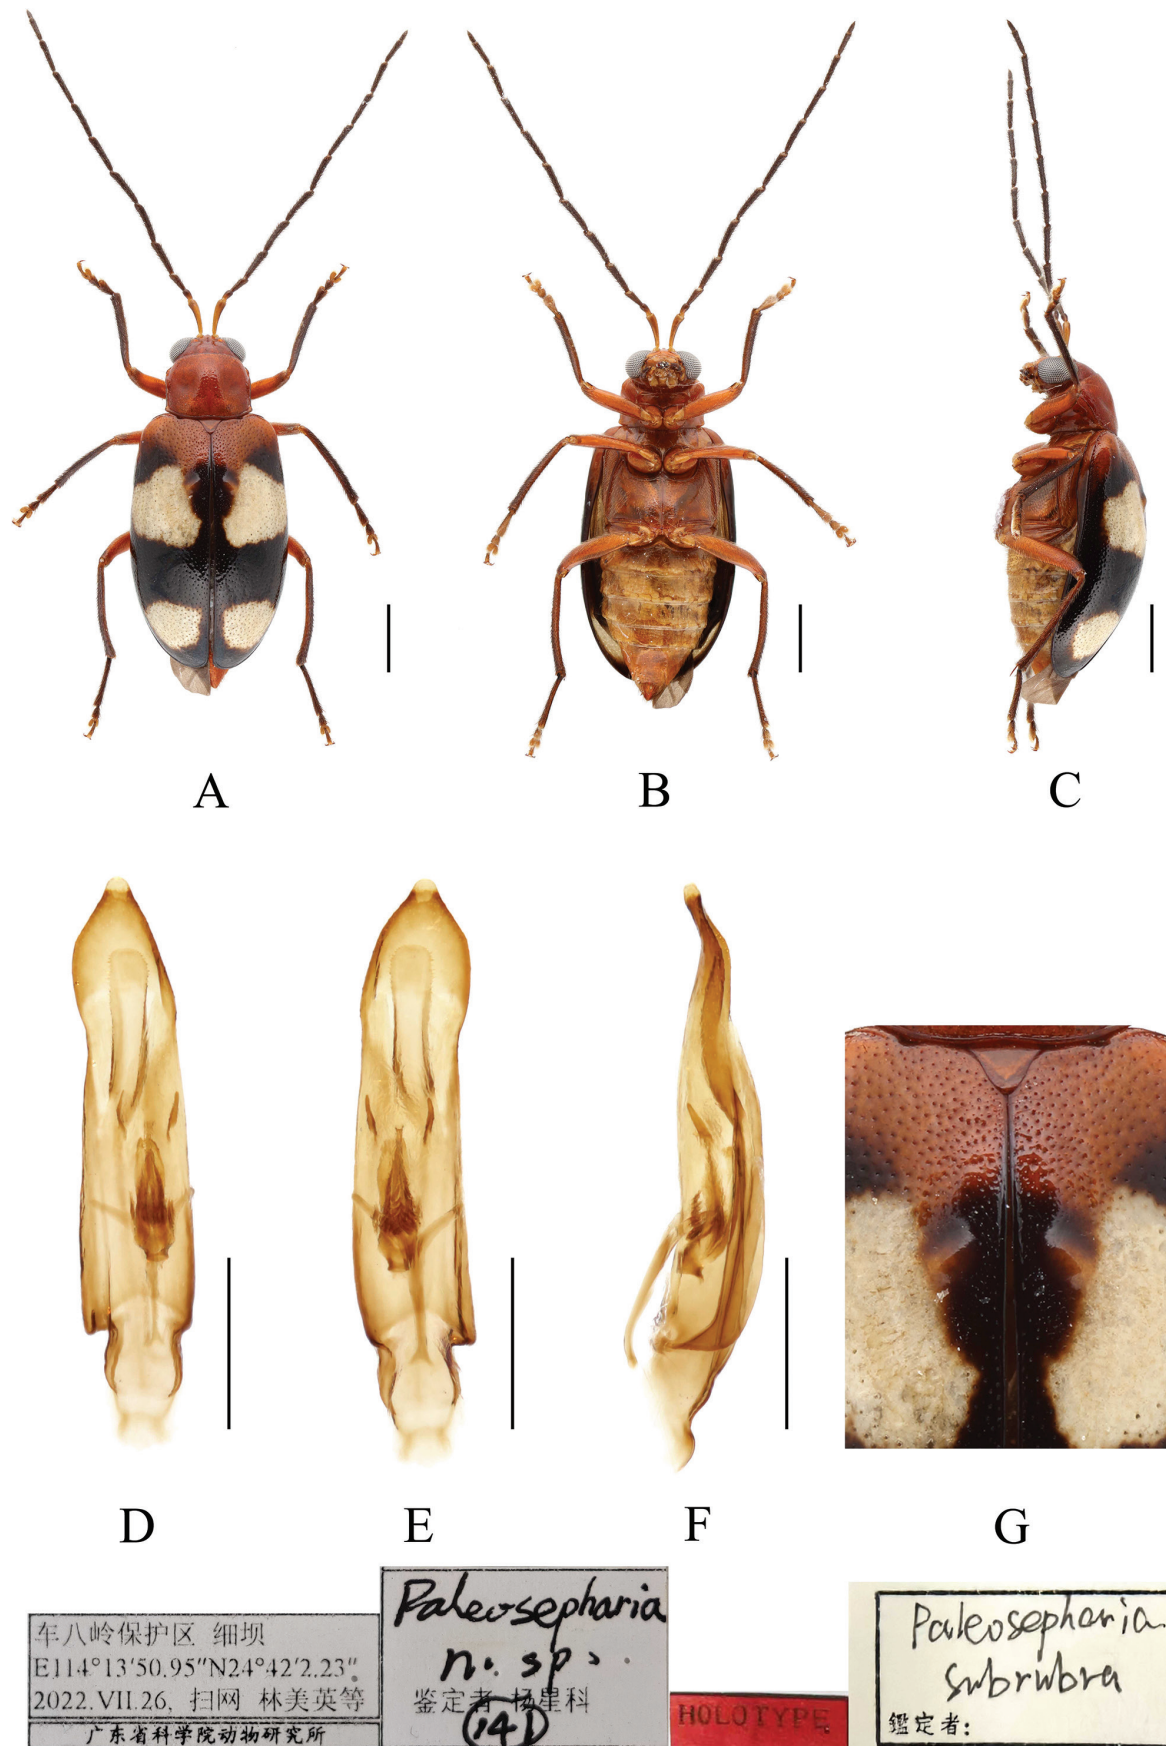 A B C
D E F G
车八岭保护区 细坝
E114°13′50.95″N24°42′2.23″
2022.VII.26, 扫网 林美英等
广东省科学院动物研究所
Paleosepharia
n. sp.
鉴定者 杨星科
141
HOLOTYPE
Paleosepharia
subrubra
鑑定者: